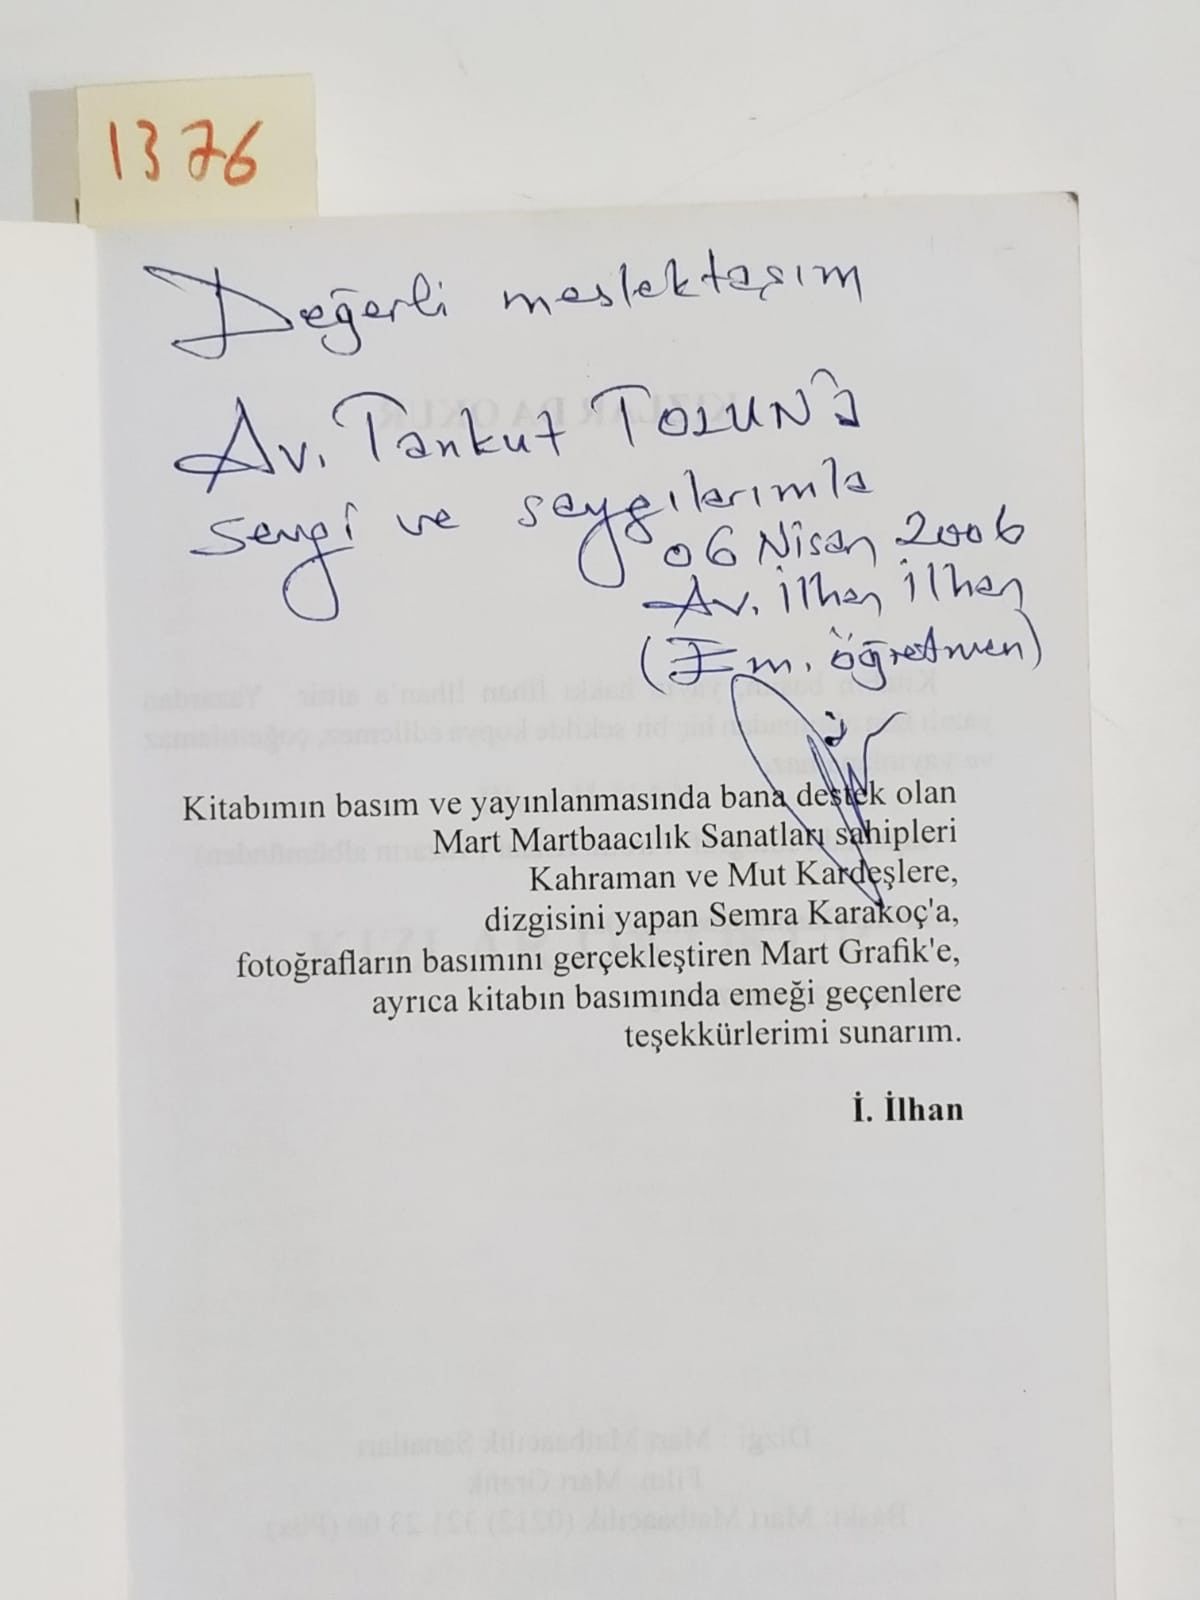 1376
Değerli meslektaşım
Av. Tankut TOSUN'a
sevgi ve saygılarımla
06 Nisan 2006
Av. İlhan İlhan
(Em. öğretmen)
Kitabımın basım ve yayınlanmasında bana destek olan
Mart Martbaacılık Sanatları sahipleri
Kahraman ve Mut Kardeşlere,
dizgisini yapan Semra Karakoç'a,
fotoğrafların basımını gerçekleştiren Mart Grafik'e,
ayrıca kitabın basımında emeği geçenlere
teşekkürlerimi sunarım.
İ. İlhan